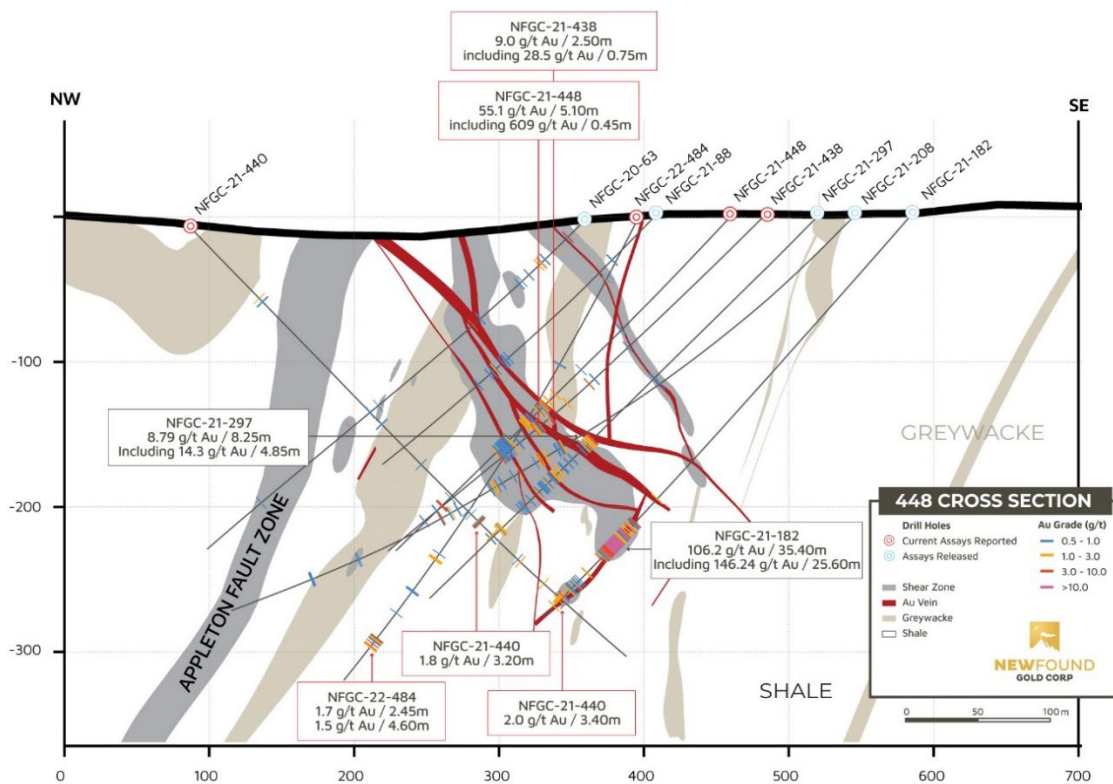 NFGC-21-438
9.0 g/t Au / 2.50m
including 28.5 g/t Au / 0.75m
NFGC-21-448
55.1 g/t Au / 5.10m
including 609 g/t Au / 0.45m
NW
SE
NFGC-21-440
NFGC-20-63
NFGC-22-484
NFGC-21-88
NFGC-21-448
NFGC-21-438
NFGC-21-297
NFGC-21-208
NFGC-21-182
-100
-200
-300
NFGC-21-297
8.79 g/t Au / 8.25m
Including 14.3 g/t Au / 4.85m
APPLETON FAULT ZONE
GREYWACKE
SHALE
NFGC-21-182
106.2 g/t Au / 35.40m
Including 146.24 g/t Au / 25.60m
NFGC-21-440
1.8 g/t Au / 3.20m
NFGC-22-484
1.7 g/t Au / 2.45m
1.5 g/t Au / 4.60m
NFGC-21-440
2.0 g/t Au / 3.40m
448 CROSS SECTION
Drill Holes
Current Assays Reported
Assays Released
Shear Zone
Au Vein
Greywacke
Shale
Au Grade (g/t)
0.5 - 1.0
1.0 - 3.0
3.0 - 10.0
>10.0
NEWFOUND
GOLD CORP
0 50 100 m
0 100 200 300 400 500 600 700